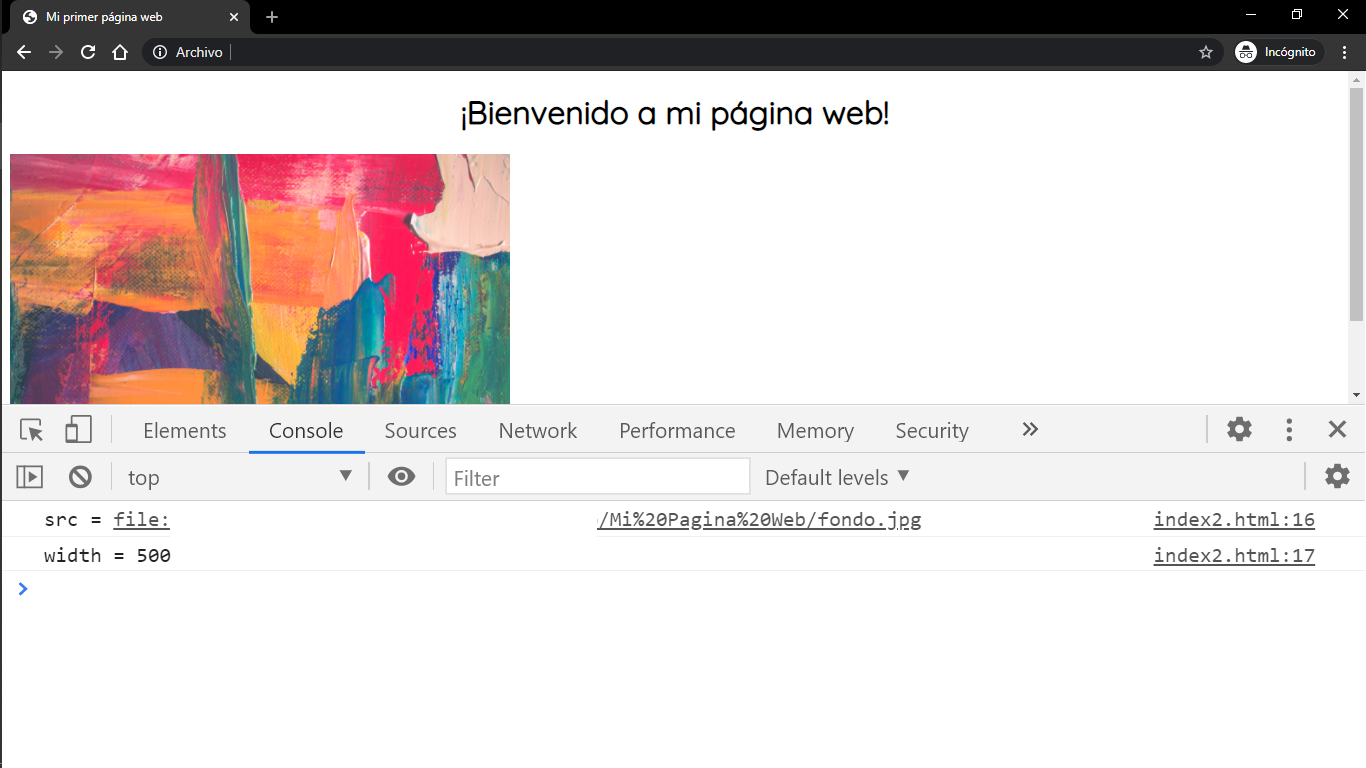 Mi primer página web
Archivo
Incógnito
¡Bienvenido a mi página web!
Elements Console Sources Network Performance Memory Security
top Filter Default levels
src = file: /Mi%20Pagina%20Web/fondo.jpg index2.html:16
width = 500 index2.html:17